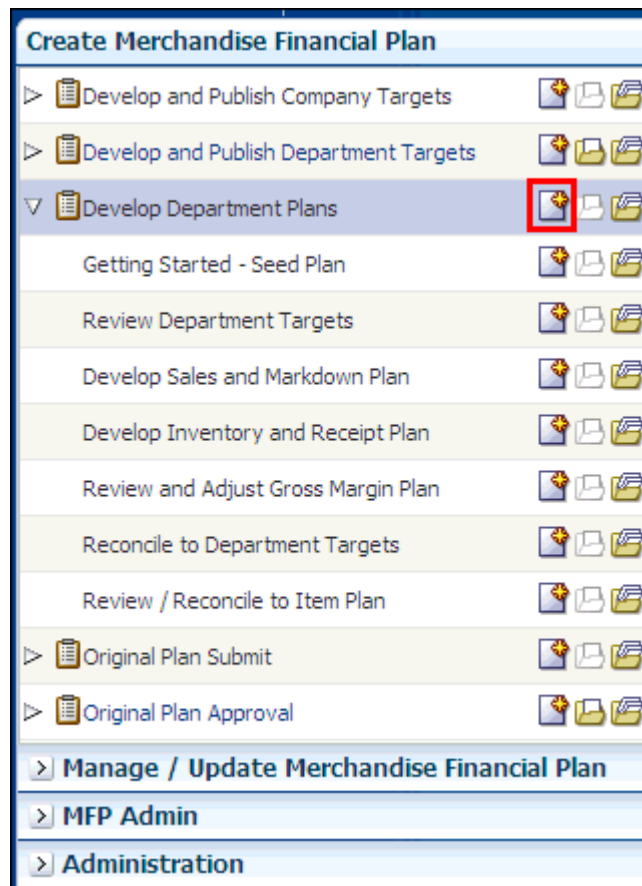 Create Merchandise Financial Plan
Develop and Publish Company Targets
Develop and Publish Department Targets
Develop Department Plans
Getting Started - Seed Plan
Review Department Targets
Develop Sales and Markdown Plan
Develop Inventory and Receipt Plan
Review and Adjust Gross Margin Plan
Reconcile to Department Targets
Review / Reconcile to Item Plan
Original Plan Submit
Original Plan Approval
Manage / Update Merchandise Financial Plan
MFP Admin
Administration